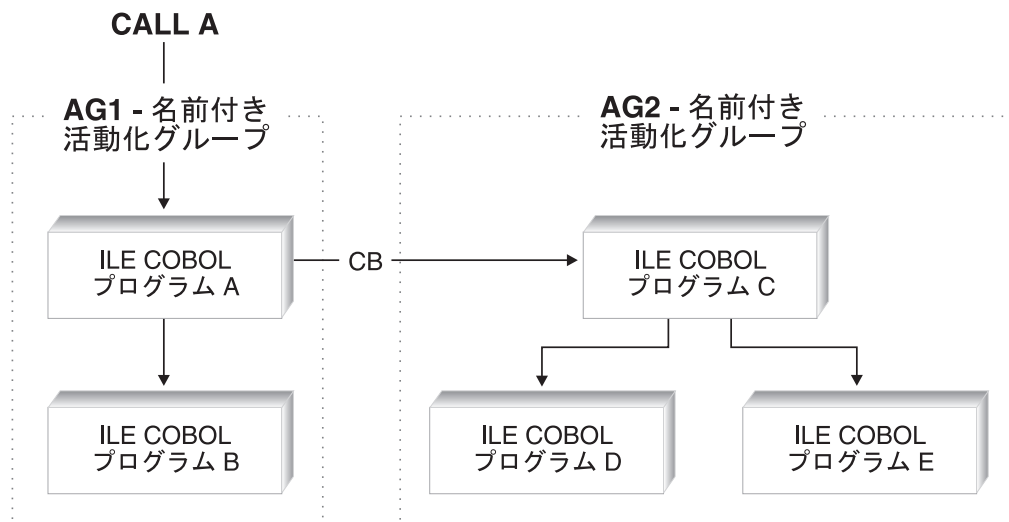 CALL A
AG1 - 名前付き
活動化グループ
AG2 - 名前付き
活動化グループ
ILE COBOL
プログラム A
CB
ILE COBOL
プログラム C
ILE COBOL
プログラム B
ILE COBOL
プログラム D
ILE COBOL
プログラム E